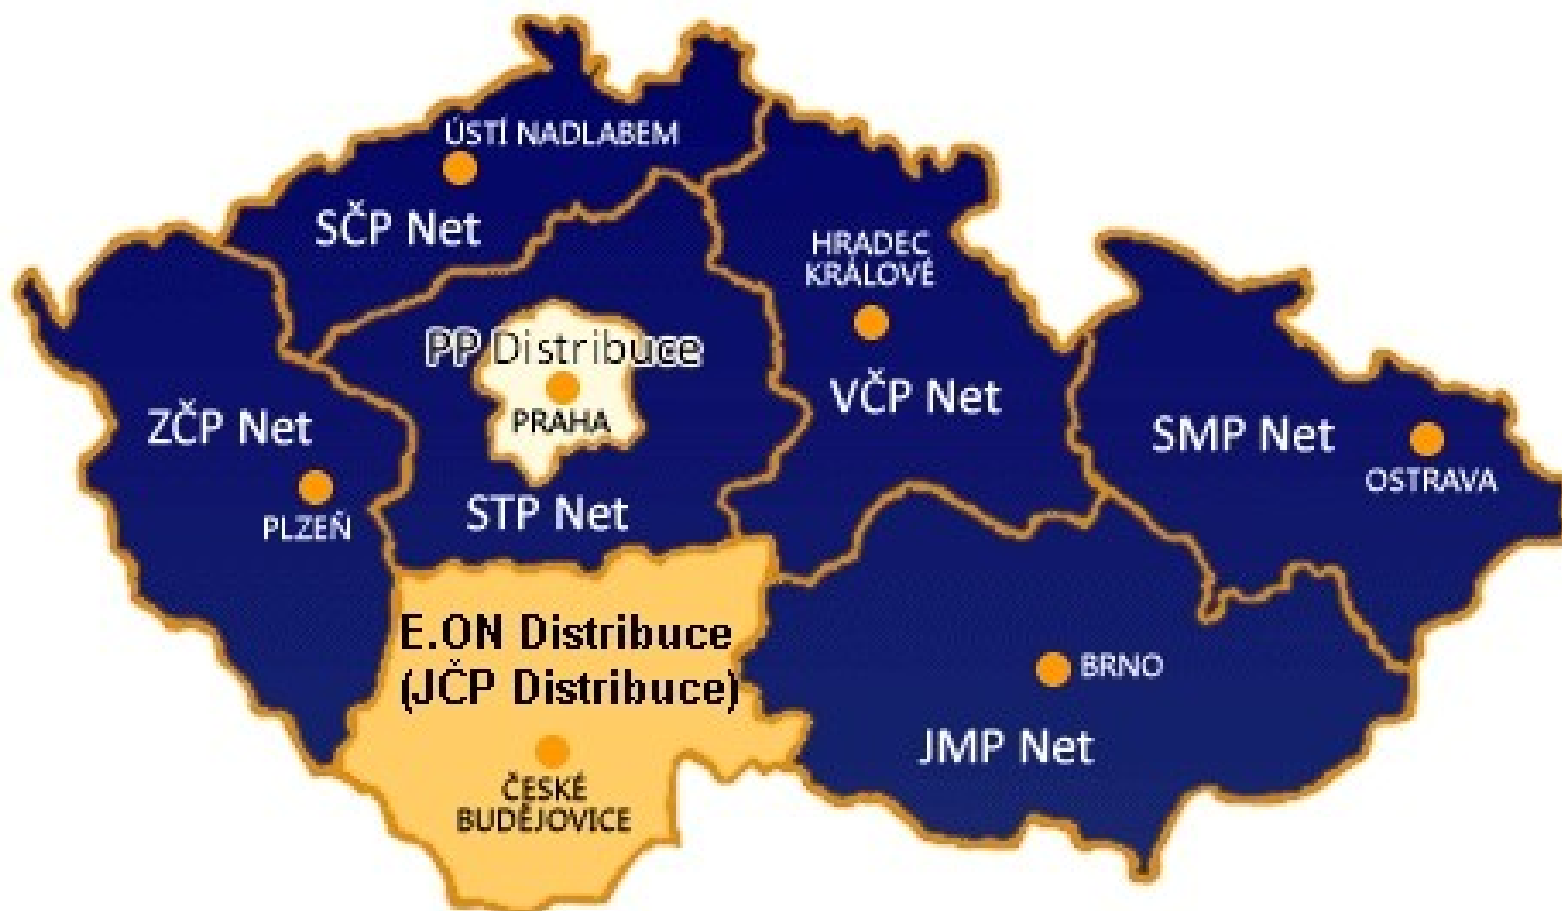 ÚSTÍ NADLABEM
SČP Net
HRADEC
KRÁLOVÉ
PP Distribuce
PRAHA
VČP Net
ZČP Net
SMP Net
OSTRAVA
PLZEŇ
STP Net
E.ON Distribuce
(JČP Distribuce)
BRNO
JMP Net
ČESKÉ
BUDĚJOVICE